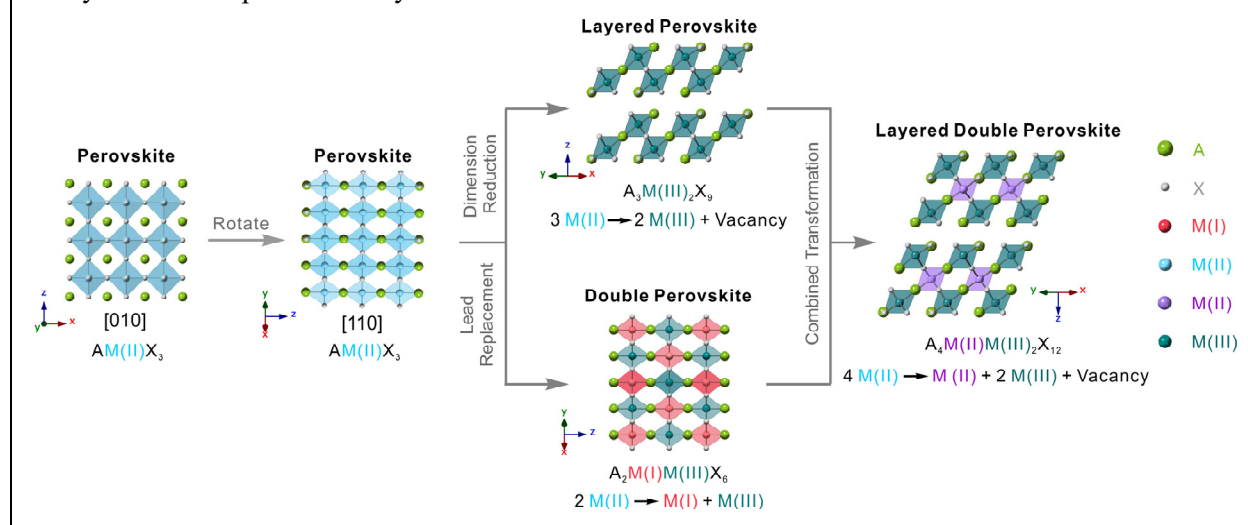 Layered Perovskite
z
y
x
A₃M(III)₂X₉
3 M(II) → 2 M(III) + Vacancy
Perovskite
z
y
x
[010]
AM(II)X₃
Rotate
Perovskite
y
z
x
[110]
AM(II)X₃
Dimension
Reduction
Lead
Replacement
Double Perovskite
y
z
x
A₂M(I)M(III)X₆
2 M(II) → M(I) + M(III)
Combined Transformation
Layered Double Perovskite
y
x
z
A₄M(II)M(III)₂X₁₂
4 M(II) → M (II) + 2 M(III) + Vacancy
A
X
M(I)
M(II)
M(II)
M(III)